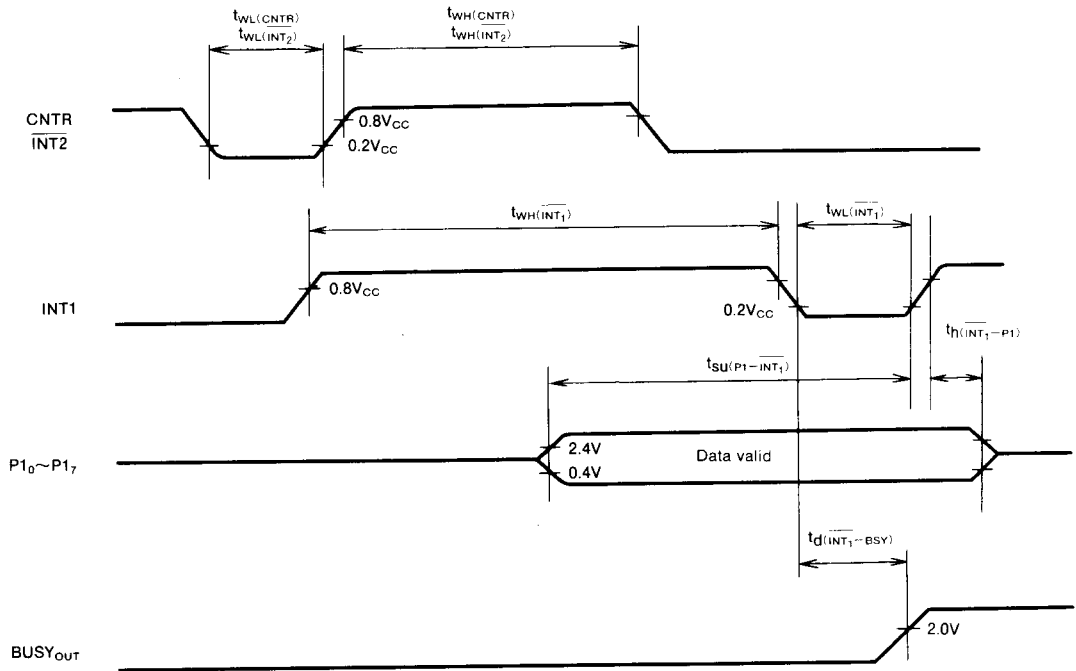 tWL(CNTR)
tWL(INT2)
tWH(CNTR)
tWH(INT2)
CNTR
INT2
0.8VCC
0.2VCC
tWH(INT1)
tWL(INT1)
INT1
0.8VCC
0.2VCC
th(INT1-P1)
tsu(P1-INT1)
P10~P17
2.4V
0.4V
Data valid
td(INT1-BSY)
BUSYOUT
2.0V